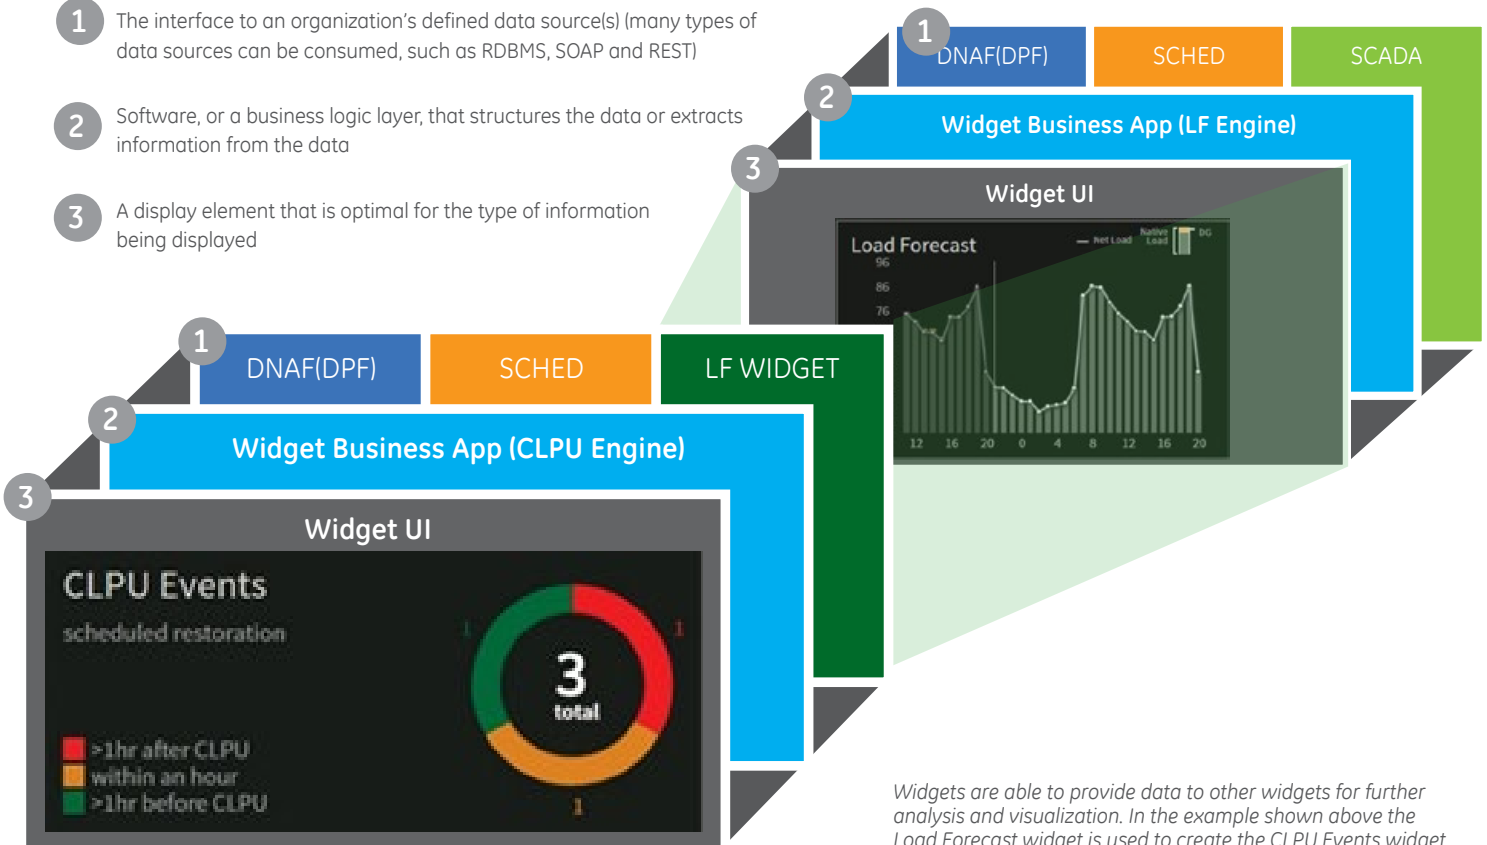 1
The interface to an organization's defined data source(s) (many types of
data sources can be consumed, such as RDBMS, SOAP and REST)
2
Software, or a business logic layer, that structures the data or extracts
information from the data
3
A display element that is optimal for the type of information
being displayed
1
DNAF(DPF)
SCHED
SCADA
2
Widget Business App (LF Engine)
3
Widget UI
Load Forecast
Net Load
Native
Load
DG
96
86
76
12 16 20 0 4 8 12 16 20
1
DNAF(DPF)
SCHED
LF WIDGET
2
Widget Business App (CLPU Engine)
3
Widget UI
CLPU Events
scheduled restoration
1
1
3
total
>1hr after CLPU
within an hour
>1hr before CLPU
1
Widgets are able to provide data to other widgets for further
analysis and visualization. In the example shown above the
Load Forecast widget is used to create the CLPU Events widget